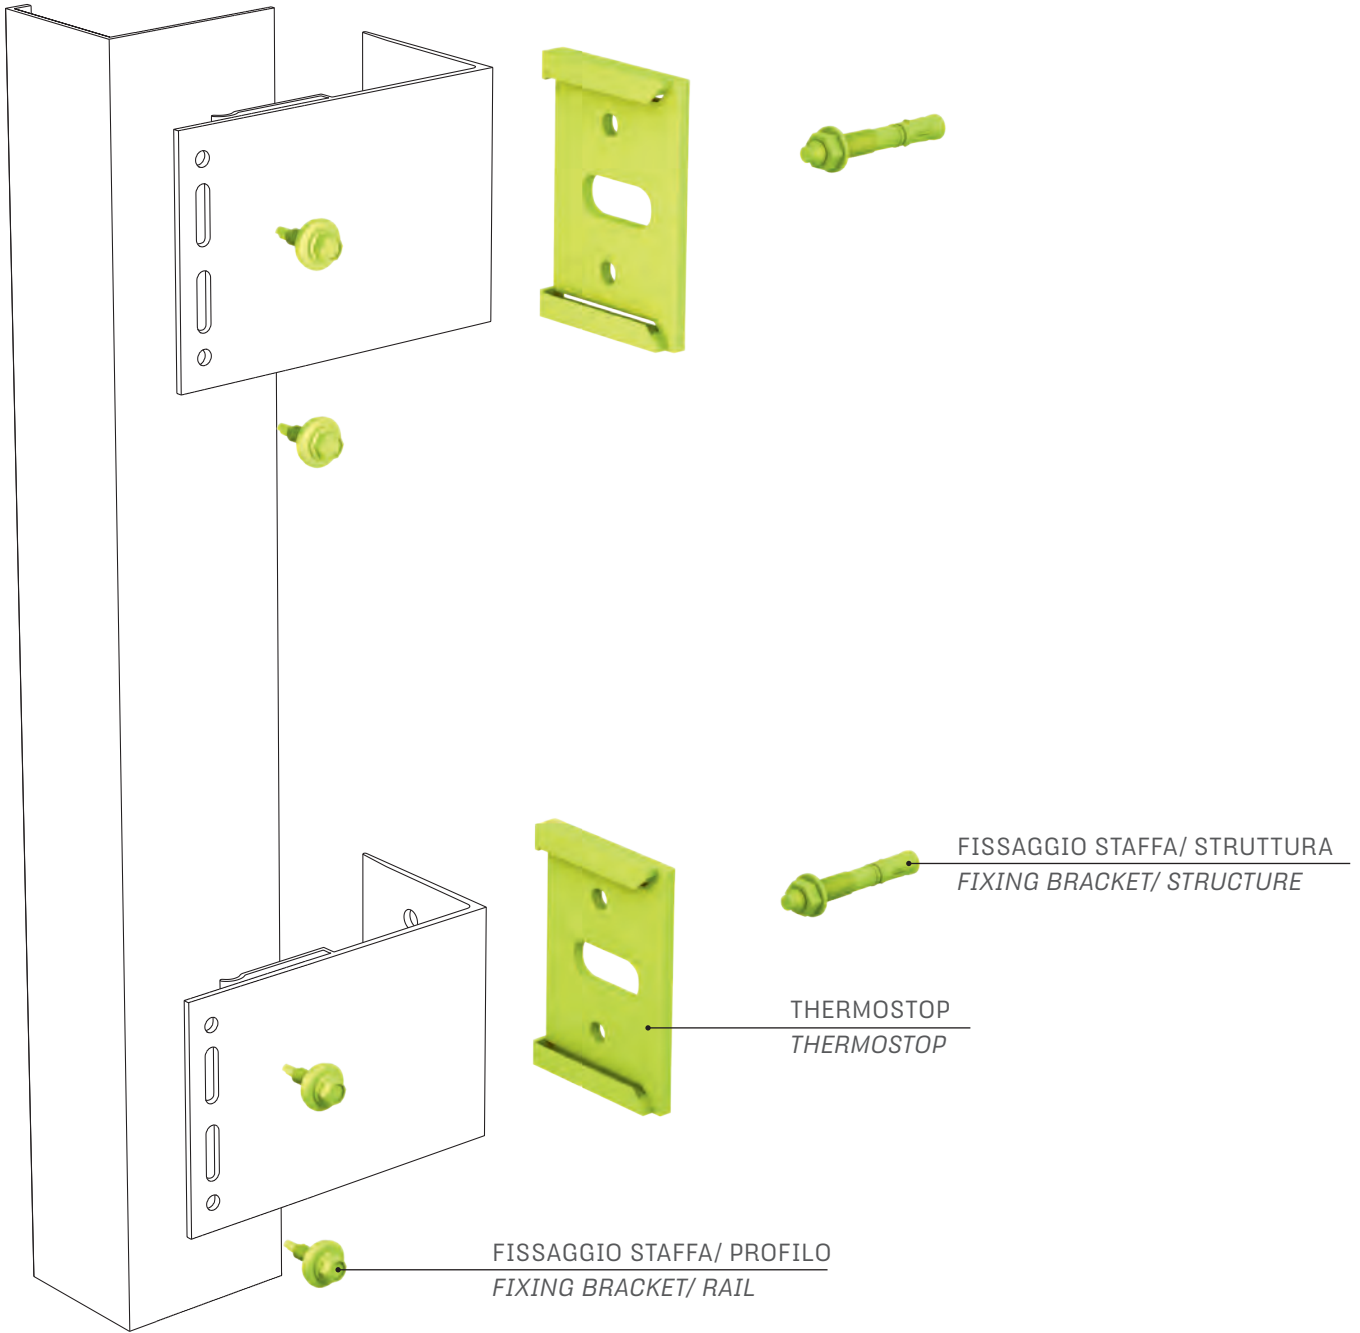 FISSAGGIO STAFFA/ STRUTTURA
FIXING BRACKET/ STRUCTURE
THERMOSTOP
THERMOSTOP
FISSAGGIO STAFFA/ PROFILO
FIXING BRACKET/ RAIL